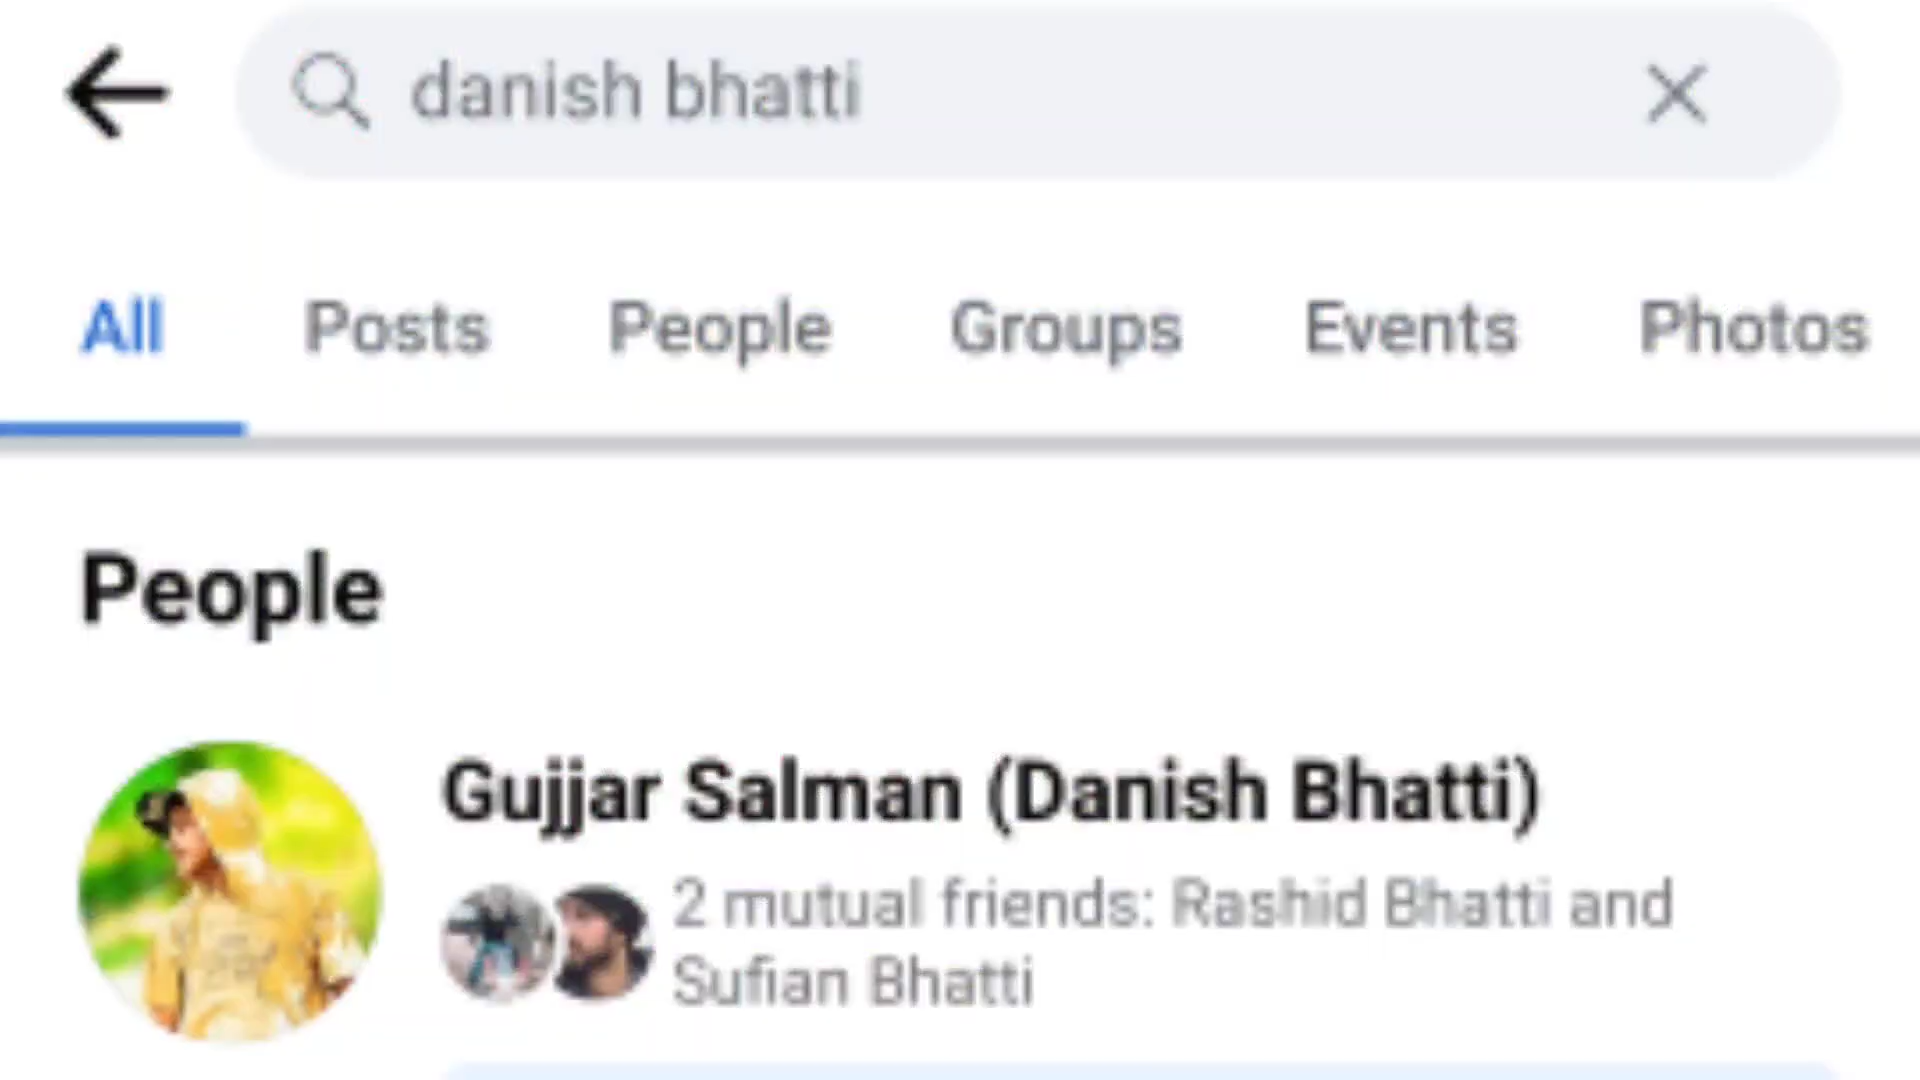 danish bhatti
All Posts People Groups Events Photos
People
Gujjar Salman (Danish Bhatti)
2 mutual friends: Rashid Bhatti and
Sufian Bhatti